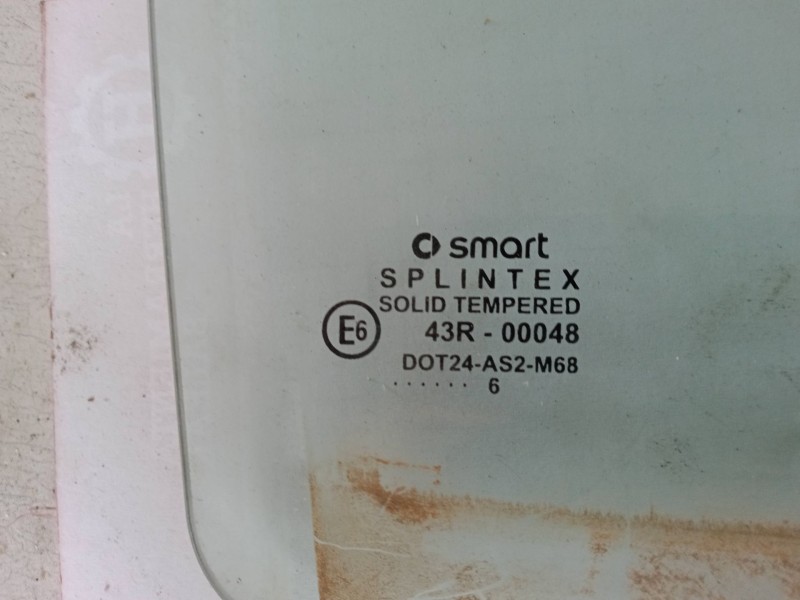 smart
SPLINTEX
SOLID TEMPERED
E6 43R - 00048
DOT24-AS2-M68
. . . . . . 6